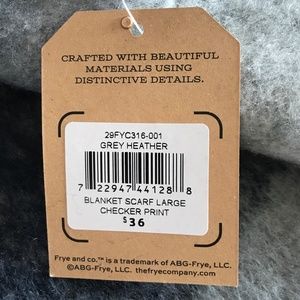 CRAFTED WITH BEAUTIFUL
MATERIALS USING
DISTINCTIVE DETAILS.
29FYC316-001
GREY HEATHER
7 22947 44128 8
BLANKET SCARF LARGE
CHECKER PRINT
$36
Frye and co.™ is a trademark of ABG-Frye, LLC.
©ABG-Frye, LLC. thefryecompany.com